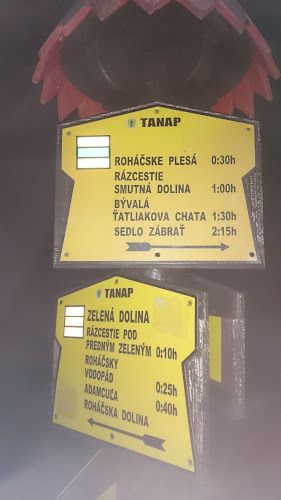 TANAP
ROHÁČSKE PLESÁ 0:30h
RÁZCESTIE
SMUTNÁ DOLINA 1:00h
BÝVALÁ
ŤATLIAKOVA CHATA 1:30h
SEDLO ZÁBRAŤ 2:15h
TANAP
ZELENÁ DOLINA
RÁZCESTIE POD
PREDNÝM ZELENÝM 0:10h
ROHÁČSKY
VODOPÁD 0:25h
ADAMCUĽA 0:40h
ROHÁČSKA DOLINA